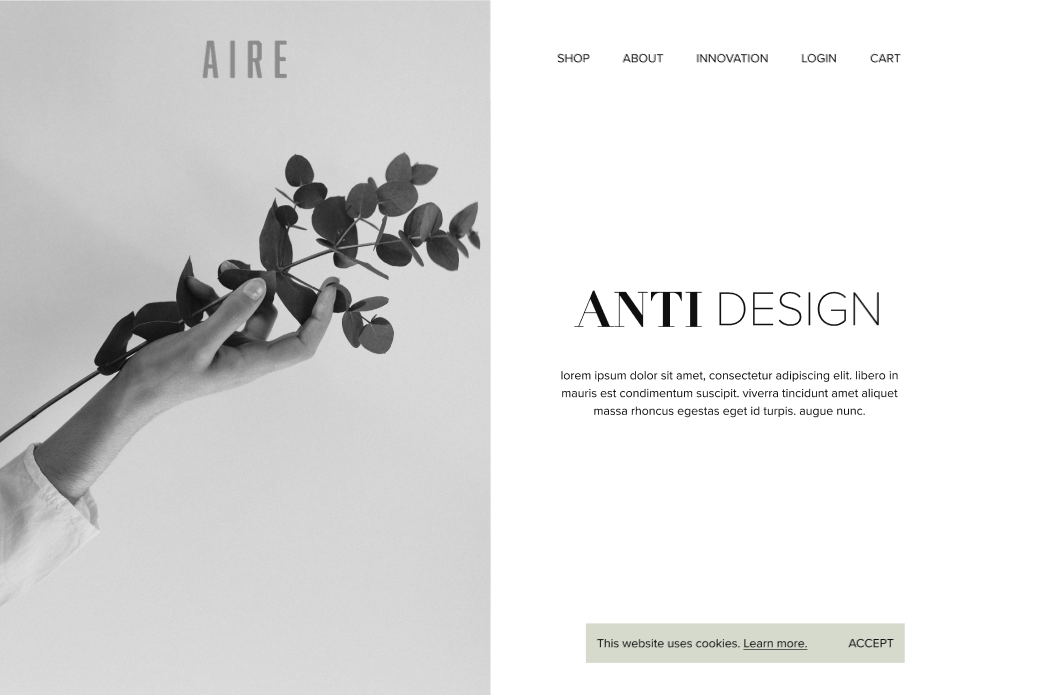 AIRE
SHOP ABOUT INNOVATION LOGIN CART
ANTI DESIGN
lorem ipsum dolor sit amet, consectetur adipiscing elit. libero in
mauris est condimentum suscipit. viverra tincidunt amet aliquet
massa rhoncus egestas eget id turpis. augue nunc.
This website uses cookies. Learn more. ACCEPT